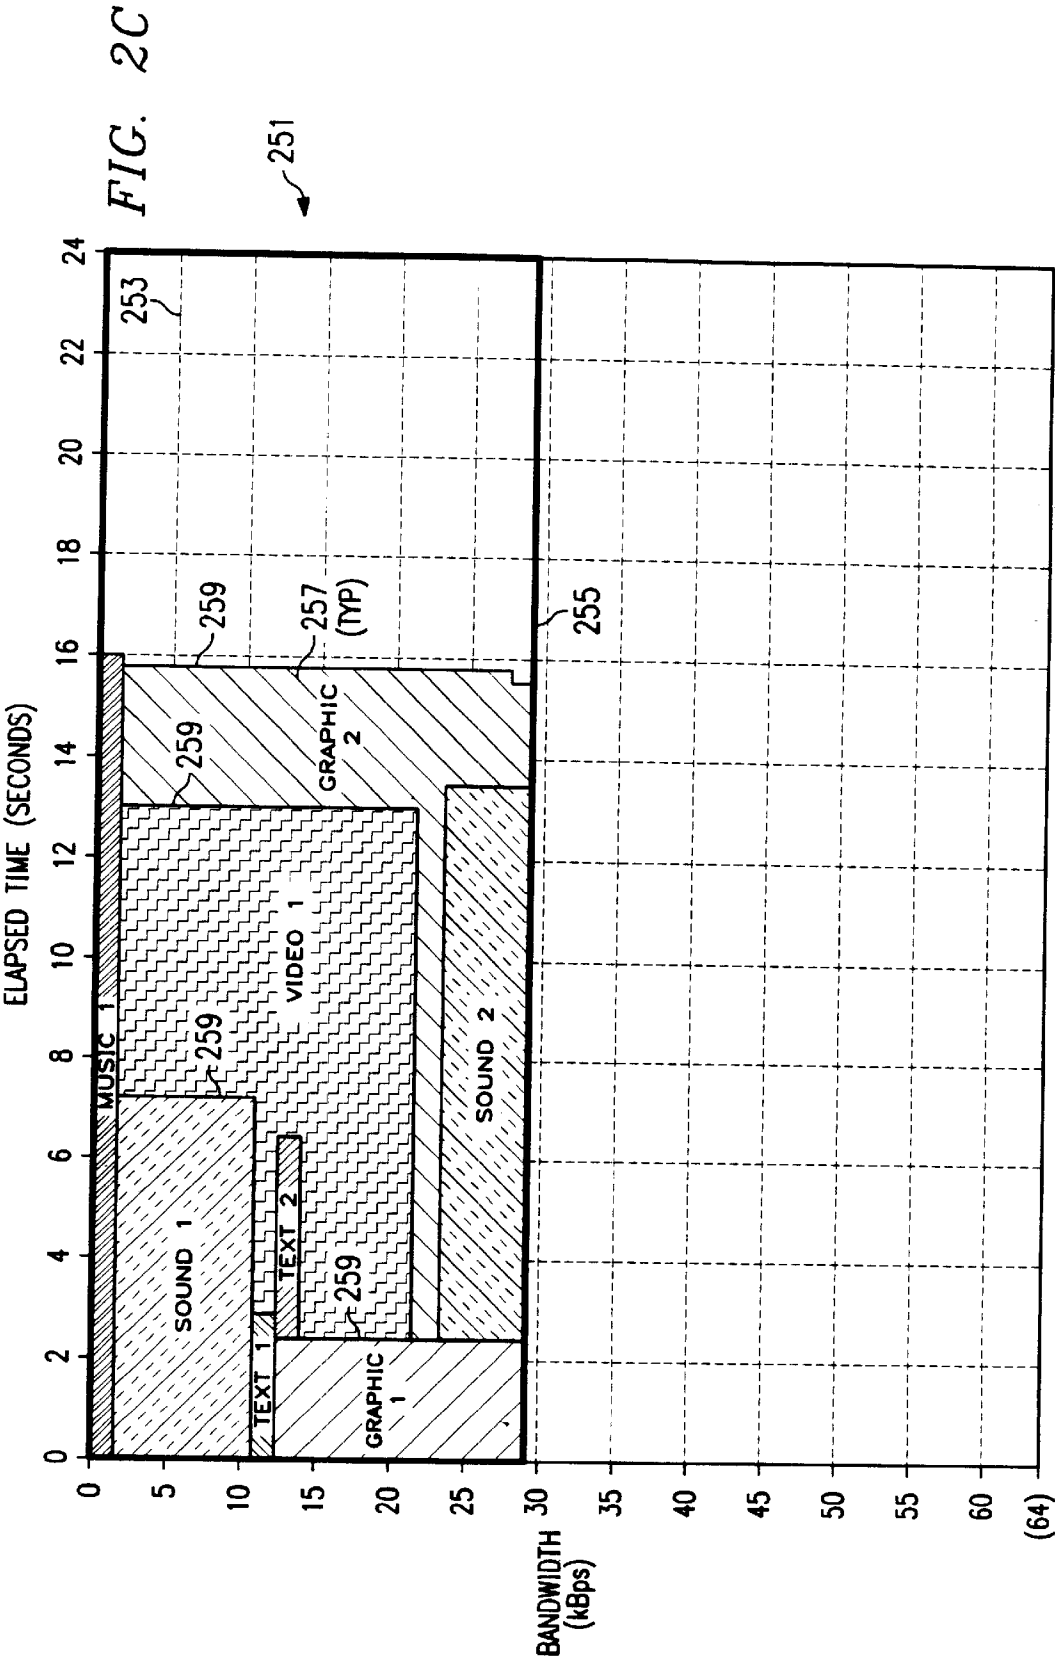 FIG. 2C
251
ELAPSED TIME (SECONDS)
0
2
4
6
8
10
12
14
16
18
20
22
24
253
259
257
(TYP)
259
259
259
255
MUSIC 1
SOUND 1
TEXT 1
GRAPHIC
1
TEXT 2
VIDEO 1
GRAPHIC
2
SOUND 2
0
5
10
15
20
25
30
35
40
45
50
55
60
(64)
BANDWIDTH
(kBps)